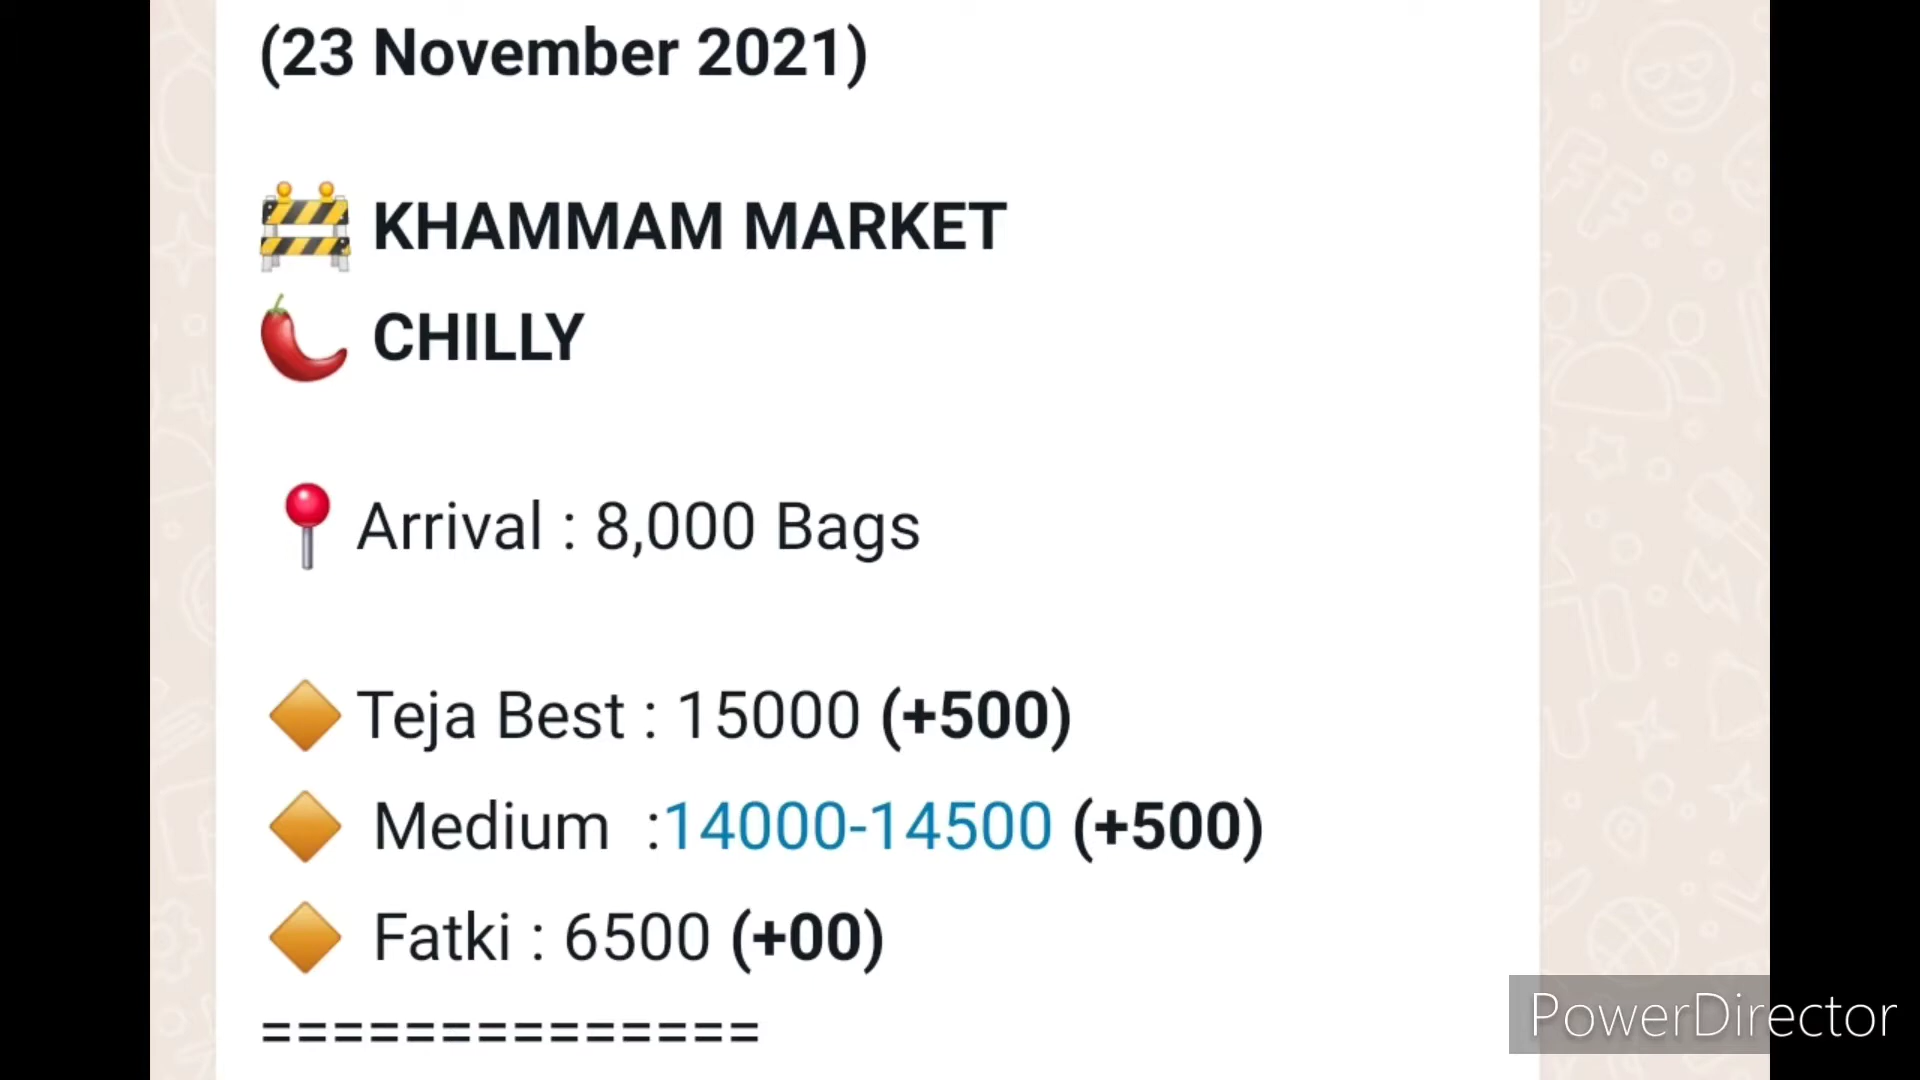 (23 November 2021)
🚧 KHAMMAM MARKET
🌶️ CHILLY
📍 Arrival : 8,000 Bags
🔶 Teja Best : 15000 (+500)
🔶 Medium  :14000-14500 (+500)
🔶 Fatki : 6500 (+00)
==============
PowerDirector